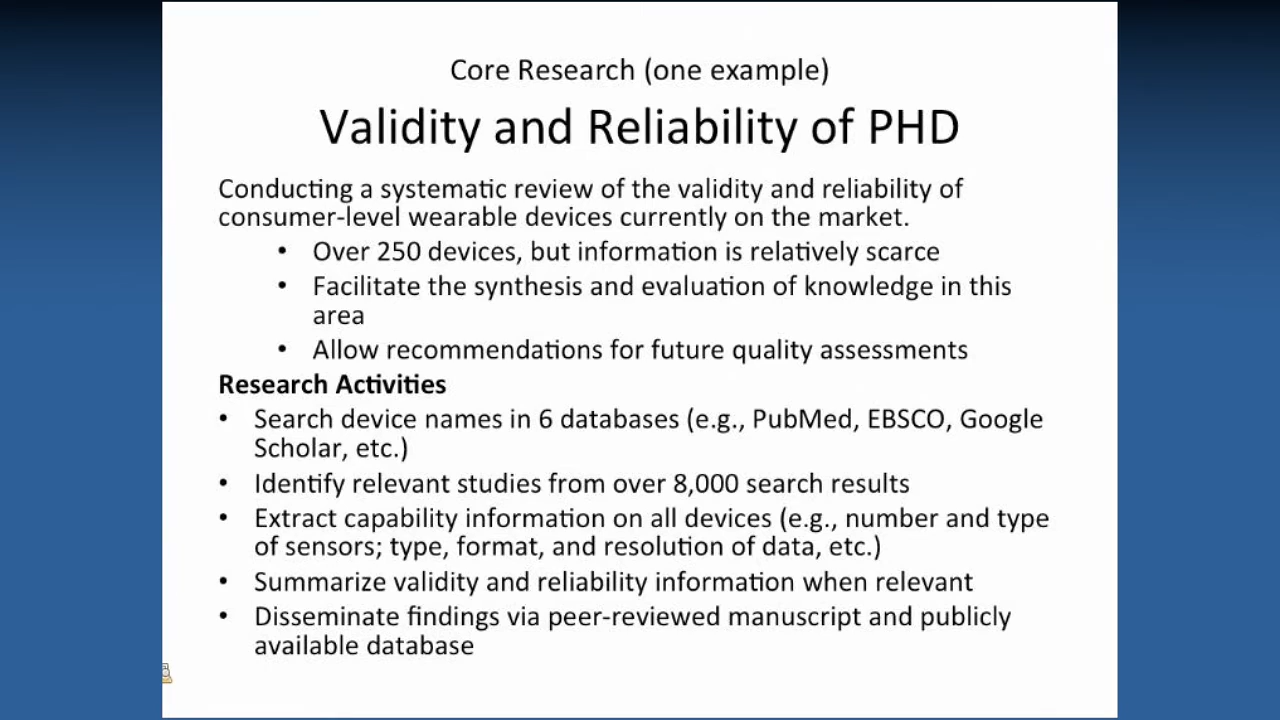 Core Research (one example)
Validity and Reliability of PHD
Conducting a systematic review of the validity and reliability of
consumer-level wearable devices currently on the market.
• Over 250 devices, but information is relatively scarce
• Facilitate the synthesis and evaluation of knowledge in this
area
• Allow recommendations for future quality assessments
Research Activities
• Search device names in 6 databases (e.g., PubMed, EBSCO, Google
Scholar, etc.)
• Identify relevant studies from over 8,000 search results
• Extract capability information on all devices (e.g., number and type
of sensors; type, format, and resolution of data, etc.)
• Summarize validity and reliability information when relevant
• Disseminate findings via peer-reviewed manuscript and publicly
available database